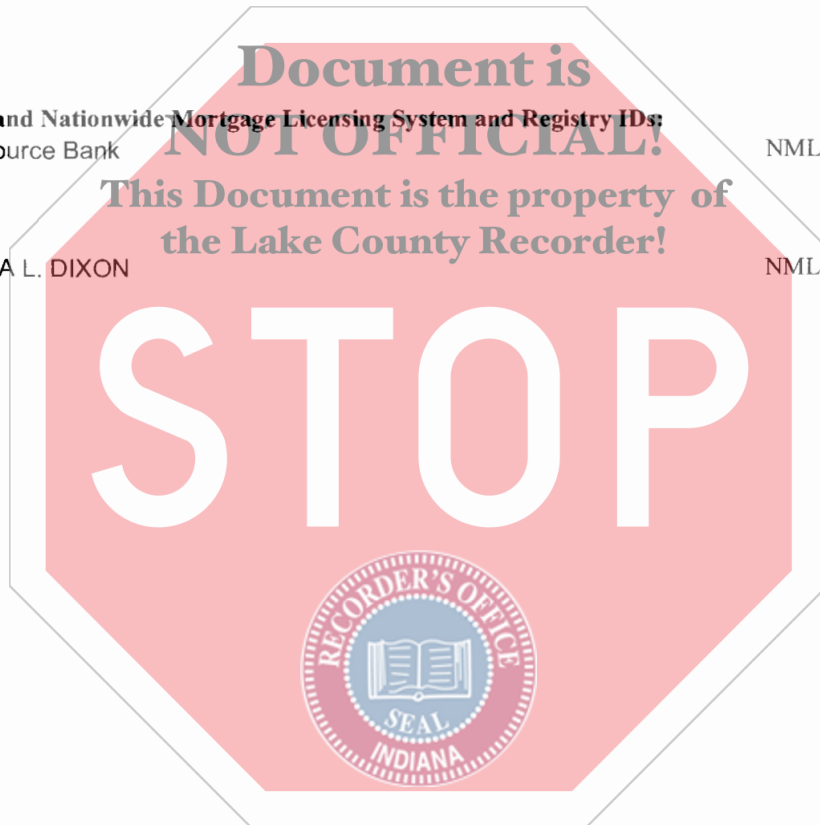 Document is
and Nationwide Mortgage Licensing System and Registry IDs:
NOT OFFICIAL!
ource Bank NML
This Document is the property of
the Lake County Recorder!
A L. DIXON NML
STOP
RECORDER'S OFFICE
SEAL
INDIANA